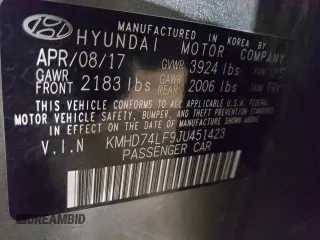 MANUFACTURED IN KOREA BY
HYUNDAI MOTOR COMPANY
APR/08/17 GVWR 3924 lbs
GAWR FRONT 2183 lbs GAWR REAR 2006 lbs TRIM
THIS VEHICLE CONFORMS TO ALL APPLICABLE U.S. FEDERAL
MOTOR VEHICLE SAFETY, BUMPER, AND THEFT PREVENTION
STANDARDS IN EFFECT ON THE DATE OF
MANUFACTURE SHOWN ABOVE.
V.I.N KMHD74LF9JU451423
PASSENGER CAR
DREAMBID